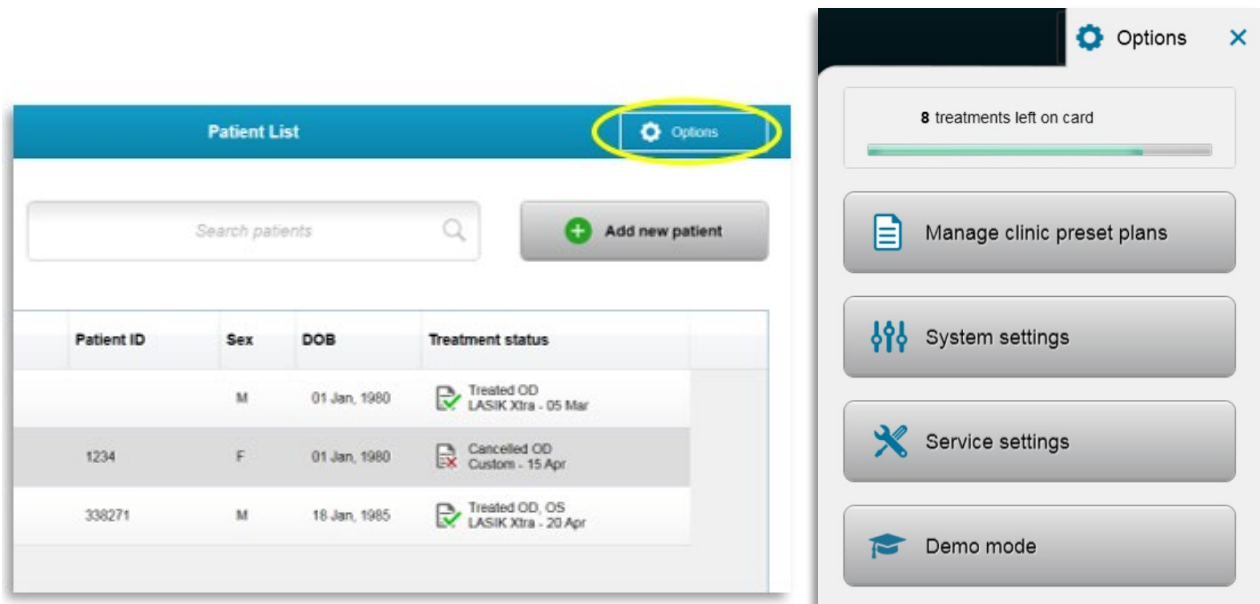 Patient List
Options
Search patients
Add new patient
Patient ID Sex DOB Treatment status
M 01 Jan, 1980 Treated OD
LASIK Xtra - 05 Mar
1234 F 01 Jan, 1980 Cancelled OD
Custom - 15 Apr
338271 M 18 Jan, 1985 Treated OD, OS
LASIK Xtra - 20 Apr
Options
8 treatments left on card
Manage clinic preset plans
System settings
Service settings
Demo mode